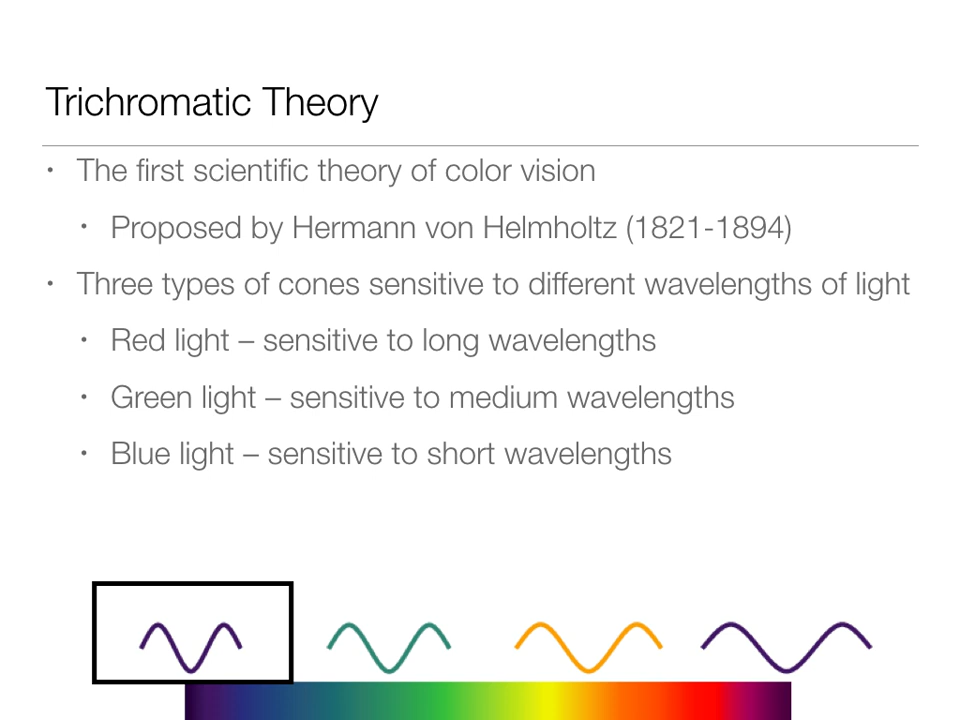 Trichromatic Theory
• The first scientific theory of color vision
• Proposed by Hermann von Helmholtz (1821-1894)
• Three types of cones sensitive to different wavelengths of light
• Red light – sensitive to long wavelengths
• Green light – sensitive to medium wavelengths
• Blue light – sensitive to short wavelengths